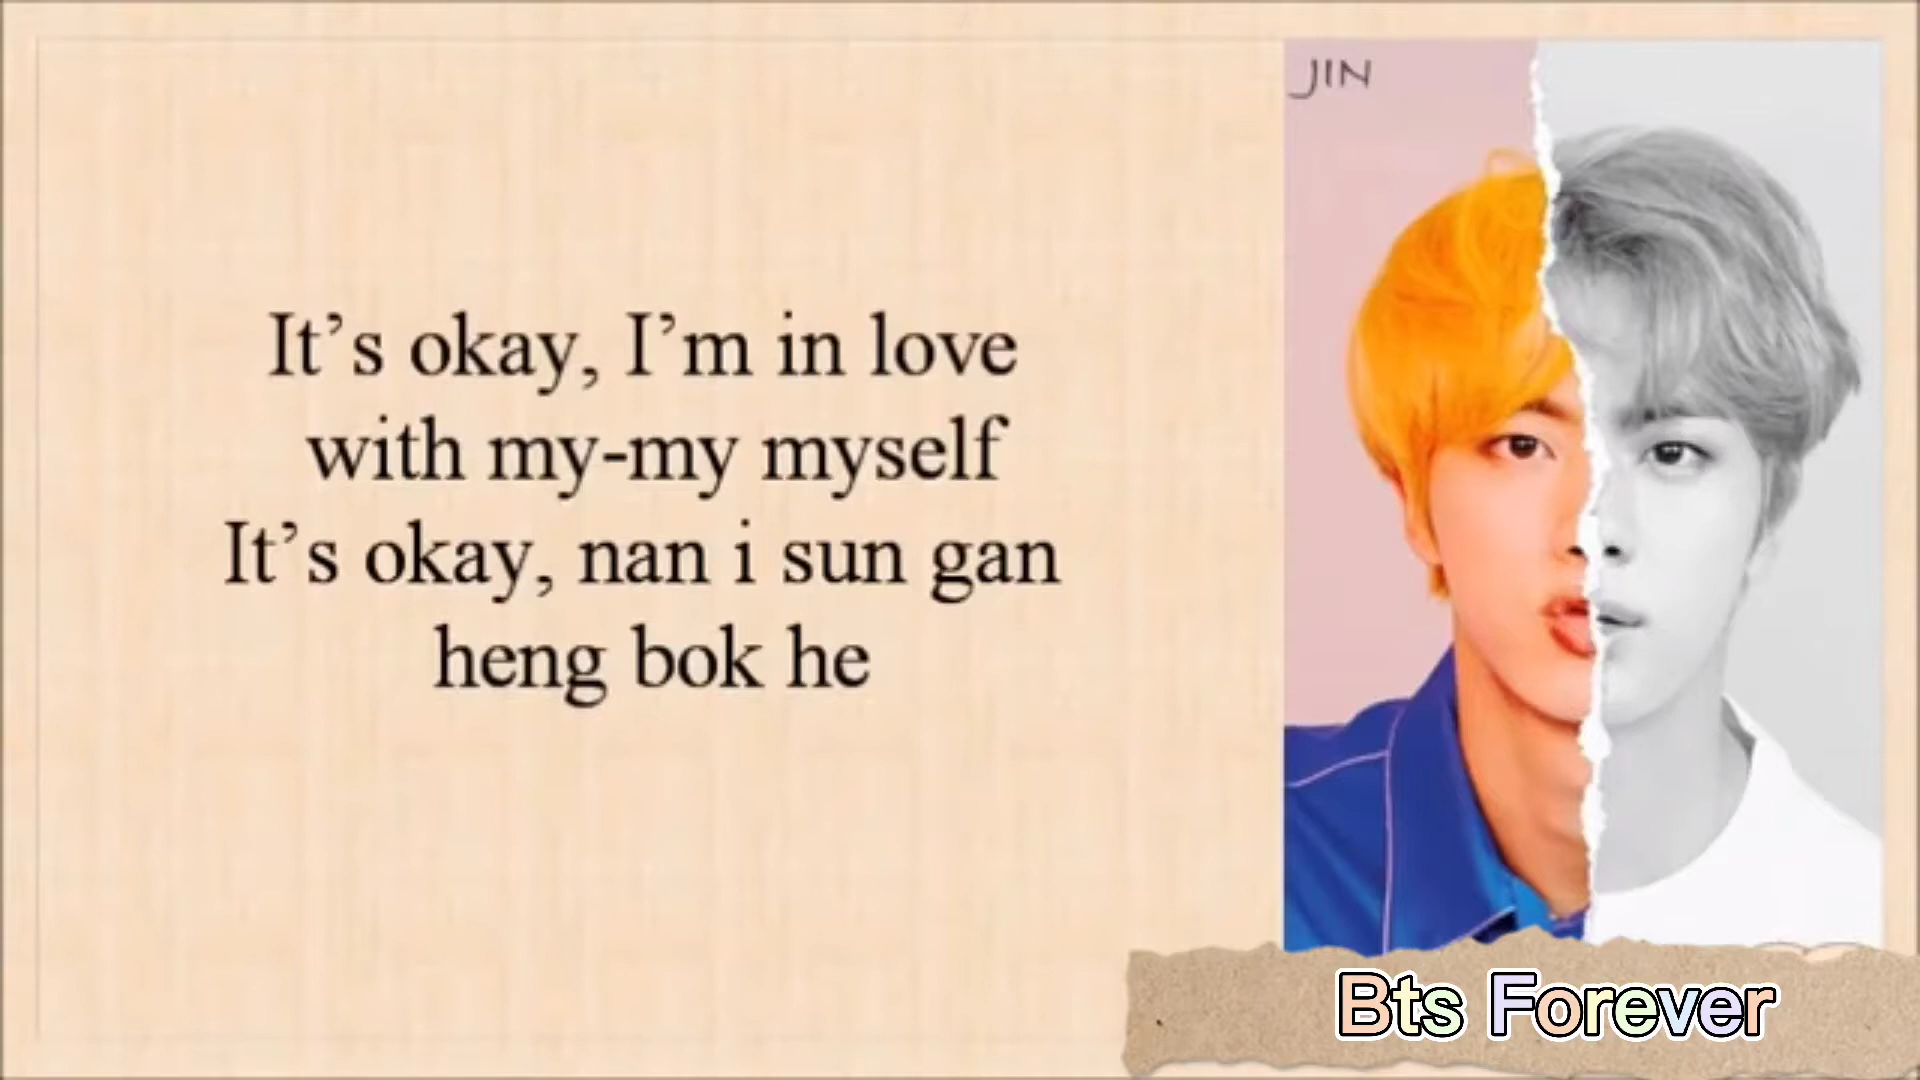 JIN
It’s okay, I’m in love
with my-my myself
It’s okay, nan i sun gan
heng bok he
Bts Forever